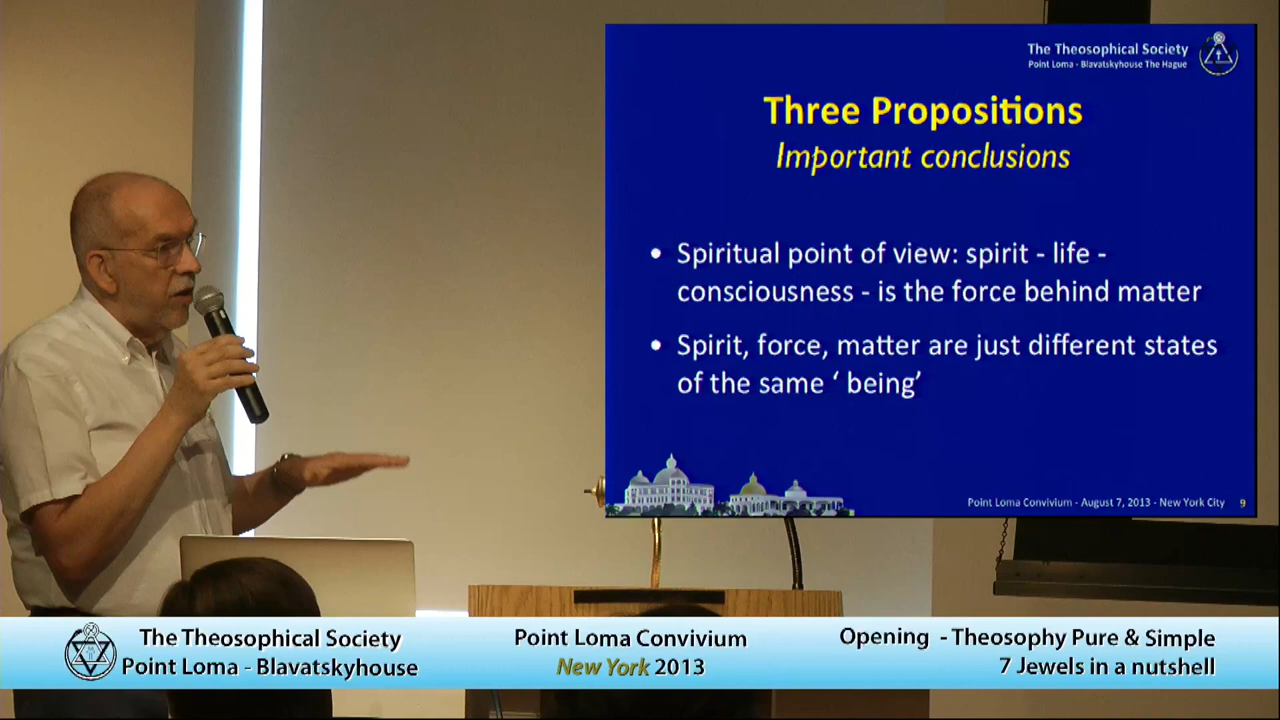 The Theosophical Society
Point Loma - Blavatskyhouse The Hague
Three Propositions
Important conclusions
• Spiritual point of view: spirit - life -
consciousness - is the force behind matter
• Spirit, force, matter are just different states
of the same ‘ being’
Point Loma Convivium - August 7, 2013 - New York City 9
The Theosophical Society
Point Loma - Blavatskyhouse
Point Loma Convivium
New York 2013
Opening - Theosophy Pure & Simple
7 Jewels in a nutshell